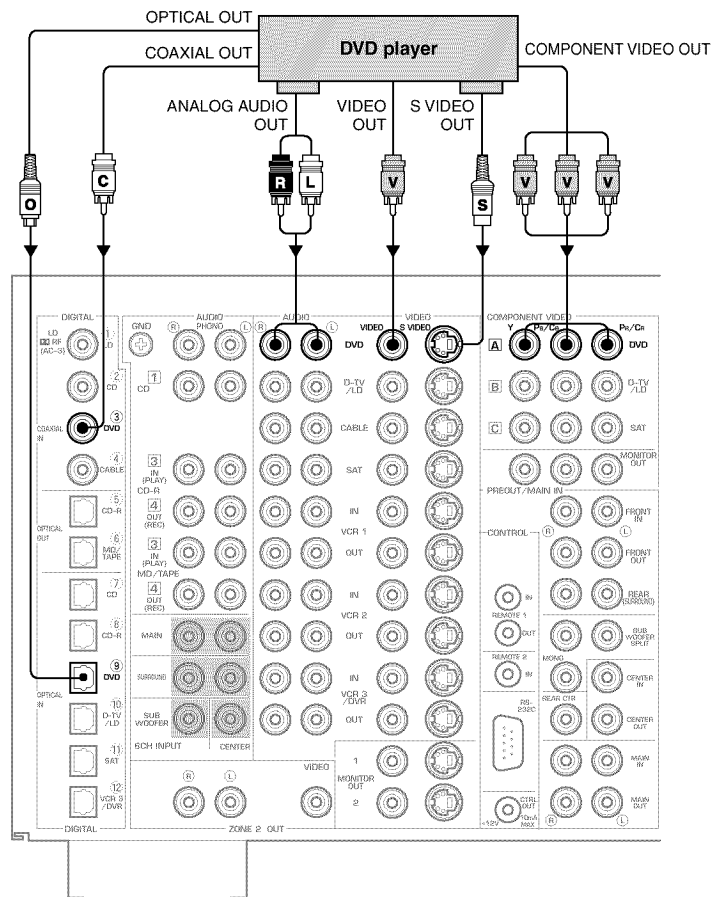 OPTICAL OUT
COAXIAL OUT
DVD player
COMPONENT VIDEO OUT
ANALOG AUDIO OUT
VIDEO OUT
S VIDEO OUT
O
C
R
L
V
S
V
V
V
DIGITAL
LD
RF
(AC-3)
1
LD
2
CD
COAXIAL
IN
3
DVD
4
CABLE
5
CD-R
OPTICAL
OUT
6
MD/
TAPE
7
CD
8
CD-R
9
DVD
OPTICAL
IN
10
D-TV
/LD
11
SAT
12
VCR 3
/DVR
DIGITAL
GND
AUDIO
R
PHONO
L
1
CD
3
IN
(PLAY)
CD-R
4
OUT
(REC)
3
IN
(PLAY)
MD/TAPE
4
OUT
(REC)
MAIN
SURROUND
SUB
WOOFER
6CH INPUT
CENTER
AUDIO
R
L
VIDEO
VIDEO
S VIDEO
DVD
D-TV
/LD
CABLE
SAT
IN
VCR 1
OUT
IN
VCR 2
OUT
IN
VCR 3
/DVR
OUT
R
L
VIDEO
1
MONITOR
OUT
2
ZONE 2 OUT
COMPONENT VIDEO
Y
PB/CB
PR/CR
A
DVD
B
D-TV
/LD
C
SAT
MONITOR
OUT
PREOUT/MAIN IN
CONTROL
R
L
FRONT
IN
FRONT
OUT
IN
REMOTE 1
OUT
REAR
(SURROUND)
SUB
WOOFER
SPLIT
REMOTE 2
IN
MONO
CENTER
IN
RS-
232C
REAR CTR
CENTER
OUT
MAIN
IN
CTRL
OUT
+12V
10mA
MAX
MAIN
OUT
R
L